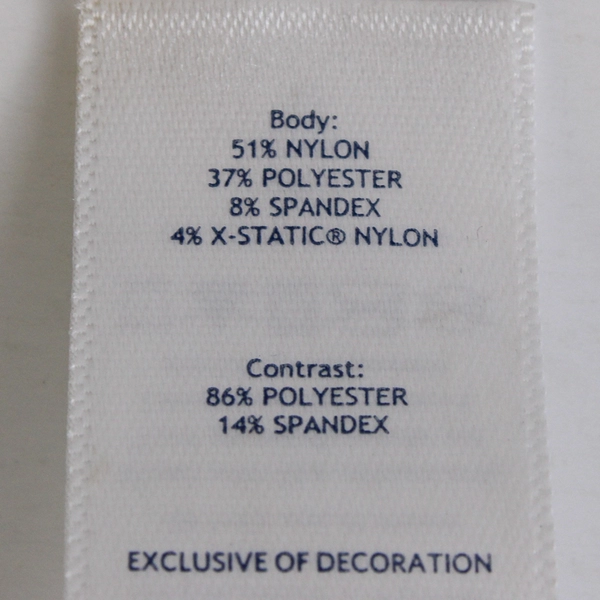 Body:
51% NYLON
37% POLYESTER
8% SPANDEX
4% X-STATIC® NYLON
Contrast:
86% POLYESTER
14% SPANDEX
EXCLUSIVE OF DECORATION